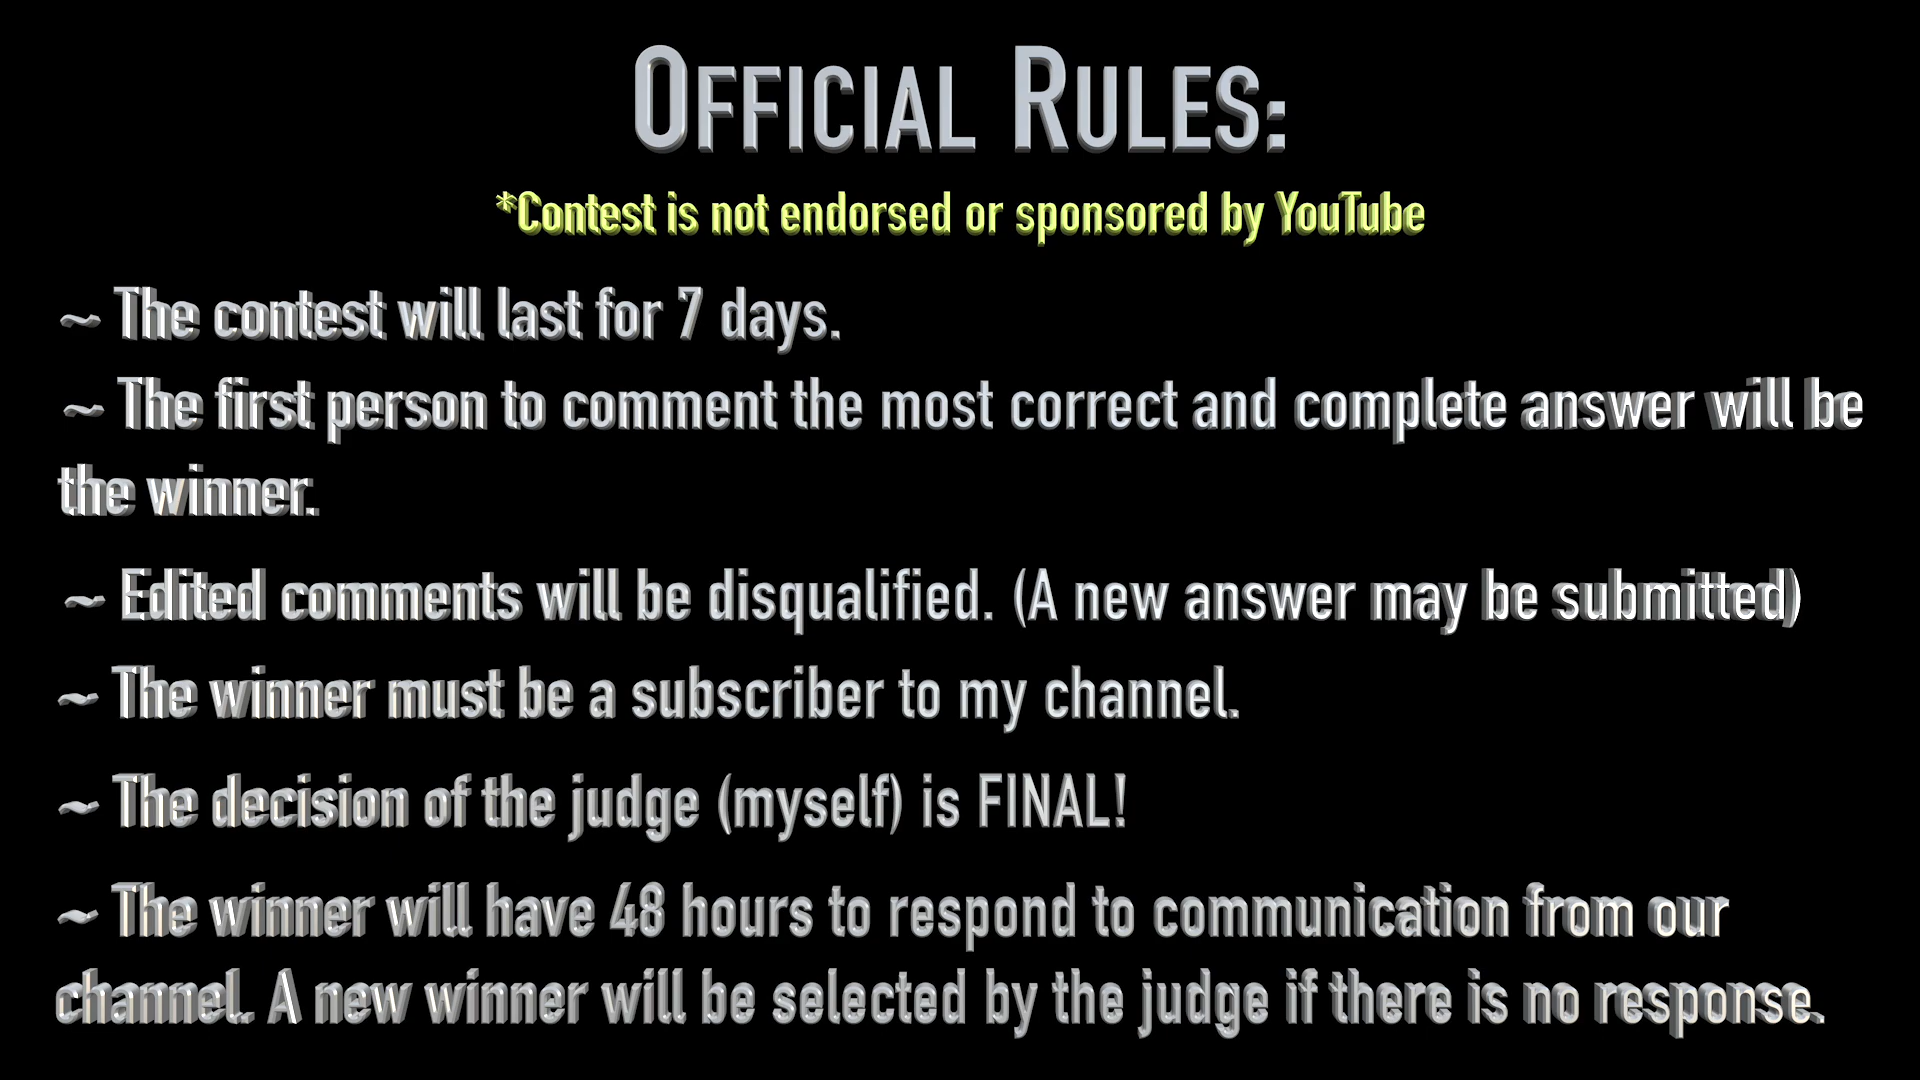 OFFICIAL RULES:
*Contest is not endorsed or sponsored by YouTube
~ The contest will last for 7 days.
~ The first person to comment the most correct and complete answer will be
the winner.
~ Edited comments will be disqualified. (A new answer may be submitted)
~ The winner must be a subscriber to my channel.
~ The decision of the judge (myself) is FINAL!
~ The winner will have 48 hours to respond to communication from our
channel. A new winner will be selected by the judge if there is no response.